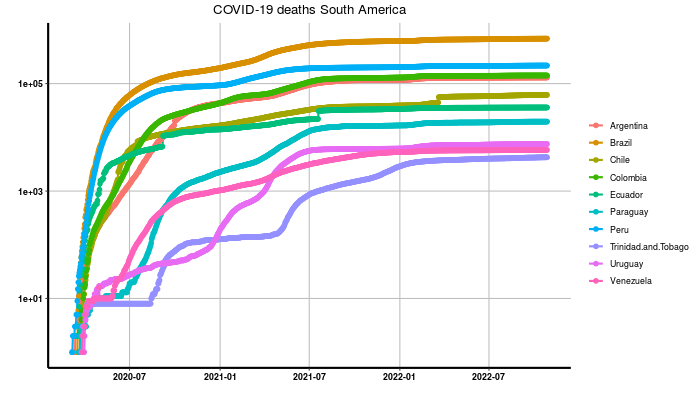 COVID-19 deaths South America
1e+05
1e+03
1e+01
2020-07 2021-01 2021-07 2022-01 2022-07
Argentina
Brazil
Chile
Colombia
Ecuador
Paraguay
Peru
Trinidad.and.Tobago
Uruguay
Venezuela